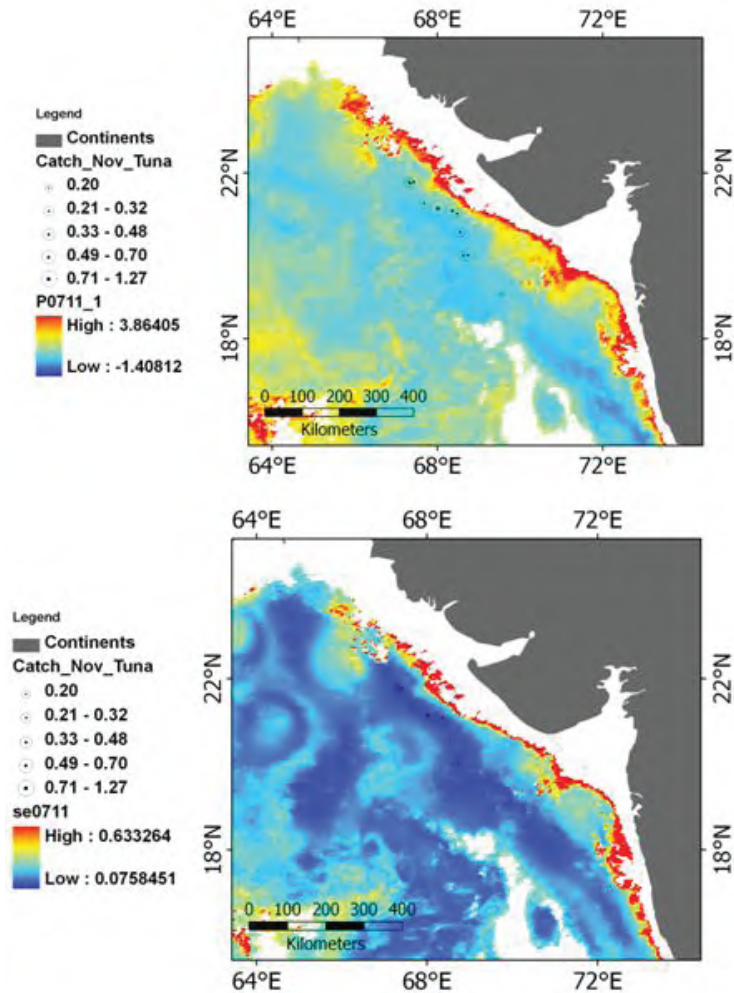 64°E 68°E 72°E
Legend
Continents
Catch_Nov_Tuna
0.20
0.21 - 0.32
0.33 - 0.48
0.49 - 0.70
0.71 - 1.27
P0711_1
High : 3.86405
Low : -1.40812
22°N 22°N
18°N 18°N
0 100 200 300 400
Kilometers
64°E 68°E 72°E
64°E 68°E 72°E
Legend
Continents
Catch_Nov_Tuna
0.20
0.21 - 0.32
0.33 - 0.48
0.49 - 0.70
0.71 - 1.27
se0711
High : 0.633264
Low : 0.0758451
22°N 22°N
18°N 18°N
0 100 200 300 400
Kilometers
64°E 68°E 72°E